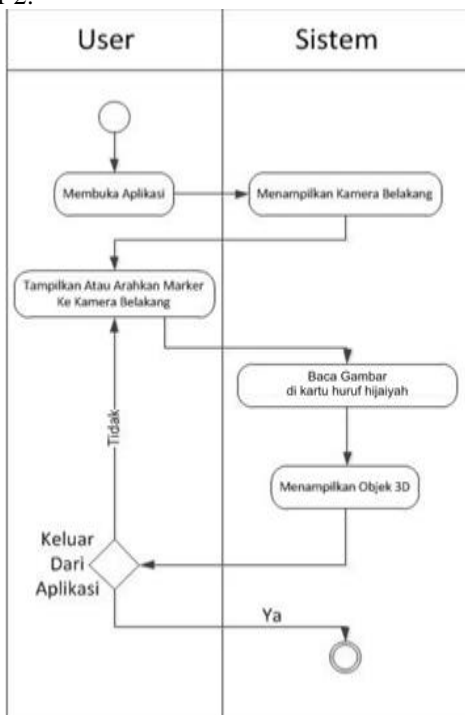 User
Sistem
Membuka Aplikasi
Menampilkan Kamera Belakang
Tampilkan Atau Arahkan Marker
Ke Kamera Belakang
Baca Gambar
di kartu huruf hijaiyah
Tidak
Menampilkan Objek 3D
Keluar
Dari
Aplikasi
Ya